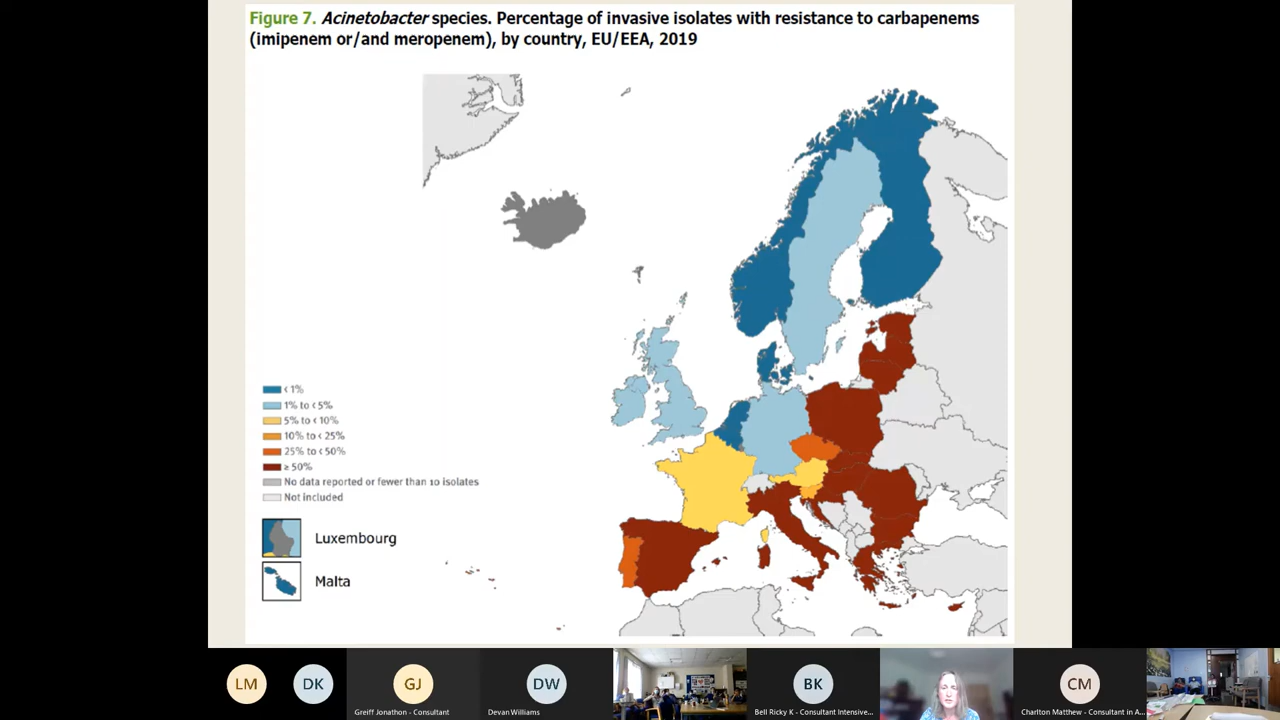 Figure 7. Acinetobacter species. Percentage of invasive isolates with resistance to carbapenems
(imipenem or/and meropenem), by country, EU/EEA, 2019
< 1%
1% to < 5%
5% to < 10%
10% to < 25%
25% to < 50%
≥ 50%
No data reported or fewer than 10 isolates
Not included
Luxembourg
Malta
LM
DK
GJ
DW
BK
CM
Greiff Jonathon - Consultant
Devan Williams
Bell Ricky K - Consultant Intensive...
Charlton Matthew - Consultant in A...